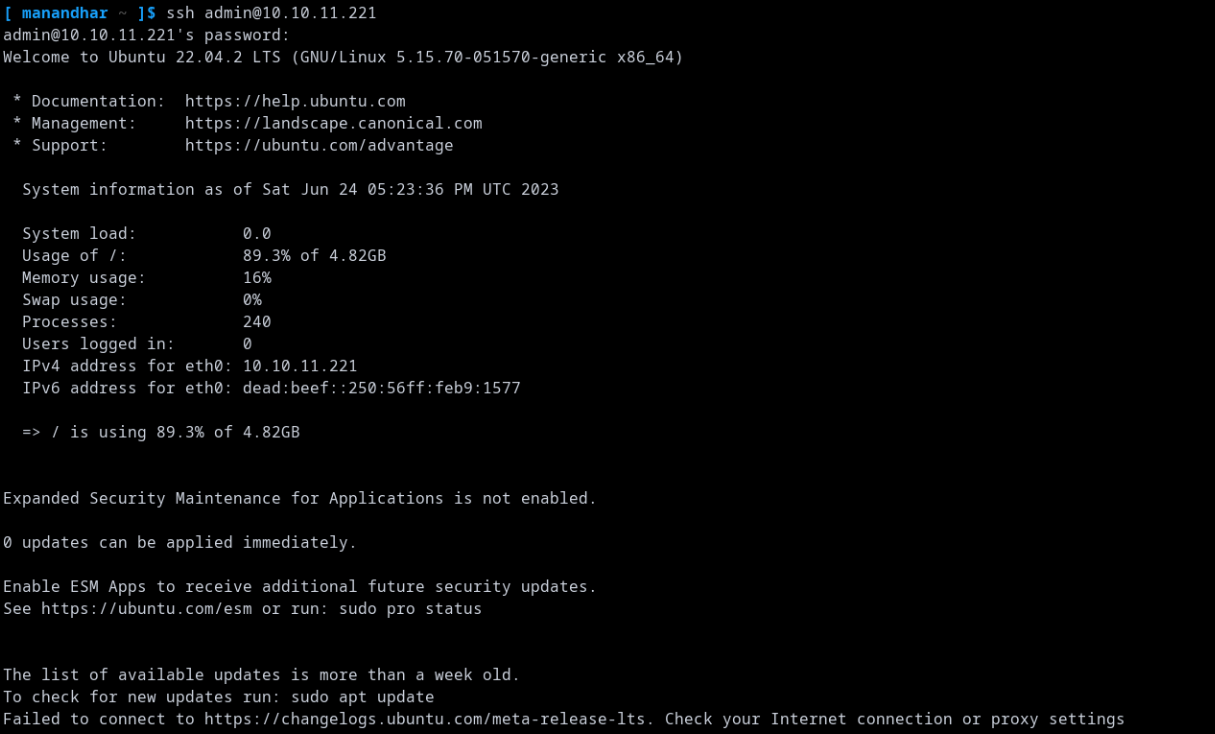 [ manandhar ~ ]$ ssh admin@10.10.11.221
admin@10.10.11.221's password:
Welcome to Ubuntu 22.04.2 LTS (GNU/Linux 5.15.70-051570-generic x86_64)
* Documentation:  https://help.ubuntu.com
* Management:     https://landscape.canonical.com
* Support:        https://ubuntu.com/advantage
System information as of Sat Jun 24 05:23:36 PM UTC 2023
System load:           0.0
Usage of /:            89.3% of 4.82GB
Memory usage:          16%
Swap usage:            0%
Processes:             240
Users logged in:       0
IPv4 address for eth0: 10.10.11.221
IPv6 address for eth0: dead:beef::250:56ff:feb9:1577
=> / is using 89.3% of 4.82GB
Expanded Security Maintenance for Applications is not enabled.
0 updates can be applied immediately.
Enable ESM Apps to receive additional future security updates.
See https://ubuntu.com/esm or run: sudo pro status
The list of available updates is more than a week old.
To check for new updates run: sudo apt update
Failed to connect to https://changelogs.ubuntu.com/meta-release-lts. Check your Internet connection or proxy settings